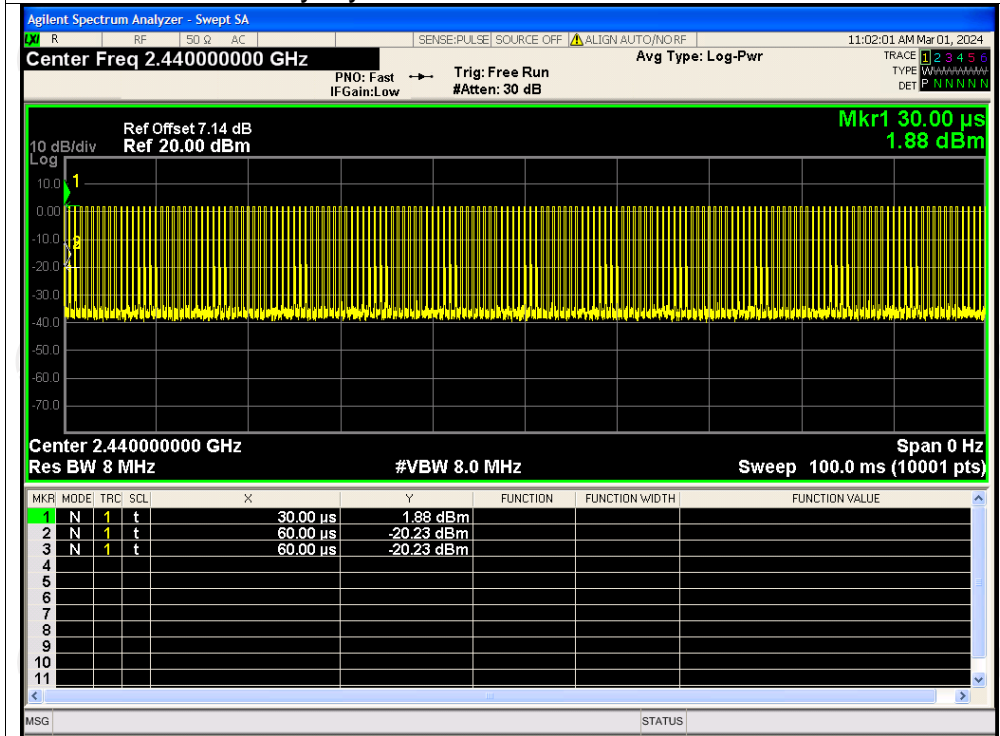 Agilent Spectrum Analyzer - Swept SA
LXI R RF 50 Ω AC SENSE:PULSE SOURCE OFF ALIGN AUTO/NO RF 11:02:01 AM Mar 01, 2024
Center Freq 2.440000000 GHz Avg Type: Log-Pwr TRACE 1 2 3 4 5 6
PNO: Fast Trig: Free Run TYPE W
IFGain:Low #Atten: 30 dB DET P N N N N N
Mkr1 30.00 µs
1.88 dBm
Ref Offset 7.14 dB
10 dB/div Ref 20.00 dBm
Log
10.0 1
0.00
-10.0 2
-20.0
-30.0
-40.0
-50.0
-60.0
-70.0
Center 2.440000000 GHz Span 0 Hz
Res BW 8 MHz #VBW 8.0 MHz Sweep 100.0 ms (10001 pts)
MKR MODE TRC SCL X Y FUNCTION FUNCTION WIDTH FUNCTION VALUE
1 N 1 t 30.00 µs 1.88 dBm
2 N 1 t 60.00 µs -20.23 dBm
3 N 1 t 60.00 µs -20.23 dBm
4
5
6
7
8
9
10
11
MSG STATUS